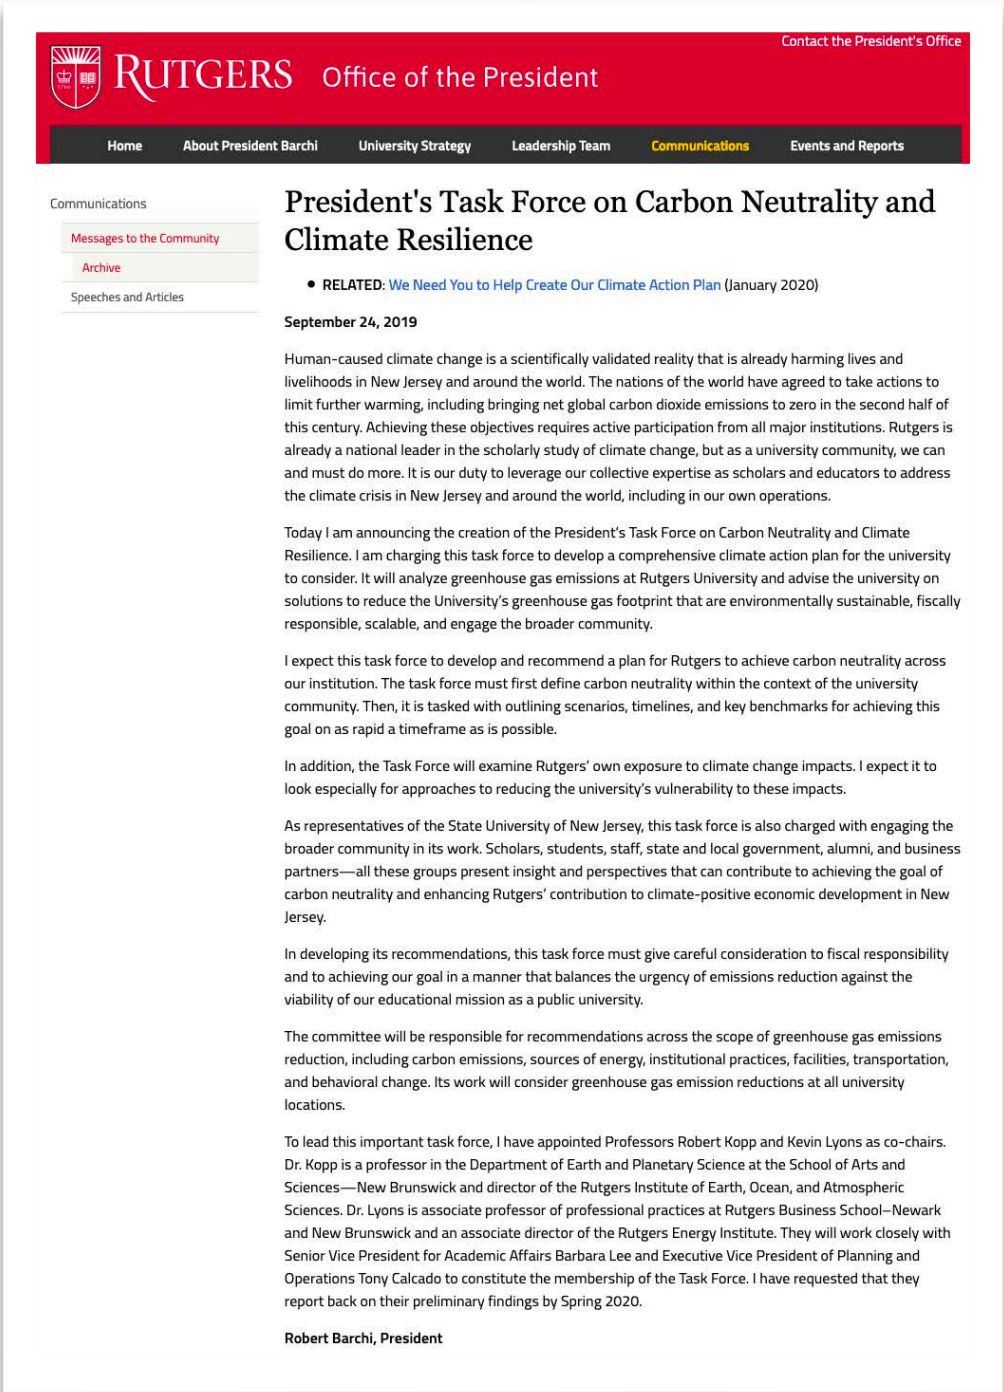 Contact the President's Office
RUTGERS Office of the President
1766
Home About President Barchi University Strategy Leadership Team Communications Events and Reports
Communications
Messages to the Community
Archive
Speeches and Articles
President's Task Force on Carbon Neutrality and
Climate Resilience
• RELATED: We Need You to Help Create Our Climate Action Plan (January 2020)
September 24, 2019
Human-caused climate change is a scientifically validated reality that is already harming lives and
livelihoods in New Jersey and around the world. The nations of the world have agreed to take actions to
limit further warming, including bringing net global carbon dioxide emissions to zero in the second half of
this century. Achieving these objectives requires active participation from all major institutions. Rutgers is
already a national leader in the scholarly study of climate change, but as a university community, we can
and must do more. It is our duty to leverage our collective expertise as scholars and educators to address
the climate crisis in New Jersey and around the world, including in our own operations.
Today I am announcing the creation of the President’s Task Force on Carbon Neutrality and Climate
Resilience. I am charging this task force to develop a comprehensive climate action plan for the university
to consider. It will analyze greenhouse gas emissions at Rutgers University and advise the university on
solutions to reduce the University’s greenhouse gas footprint that are environmentally sustainable, fiscally
responsible, scalable, and engage the broader community.
I expect this task force to develop and recommend a plan for Rutgers to achieve carbon neutrality across
our institution. The task force must first define carbon neutrality within the context of the university
community. Then, it is tasked with outlining scenarios, timelines, and key benchmarks for achieving this
goal on as rapid a timeframe as is possible.
In addition, the Task Force will examine Rutgers’ own exposure to climate change impacts. I expect it to
look especially for approaches to reducing the university’s vulnerability to these impacts.
As representatives of the State University of New Jersey, this task force is also charged with engaging the
broader community in its work. Scholars, students, staff, state and local government, alumni, and business
partners—all these groups present insight and perspectives that can contribute to achieving the goal of
carbon neutrality and enhancing Rutgers’ contribution to climate-positive economic development in New
Jersey.
In developing its recommendations, this task force must give careful consideration to fiscal responsibility
and to achieving our goal in a manner that balances the urgency of emissions reduction against the
viability of our educational mission as a public university.
The committee will be responsible for recommendations across the scope of greenhouse gas emissions
reduction, including carbon emissions, sources of energy, institutional practices, facilities, transportation,
and behavioral change. Its work will consider greenhouse gas emission reductions at all university
locations.
To lead this important task force, I have appointed Professors Robert Kopp and Kevin Lyons as co-chairs.
Dr. Kopp is a professor in the Department of Earth and Planetary Science at the School of Arts and
Sciences—New Brunswick and director of the Rutgers Institute of Earth, Ocean, and Atmospheric
Sciences. Dr. Lyons is associate professor of professional practices at Rutgers Business School–Newark
and New Brunswick and an associate director of the Rutgers Energy Institute. They will work closely with
Senior Vice President for Academic Affairs Barbara Lee and Executive Vice President of Planning and
Operations Tony Calcado to constitute the membership of the Task Force. I have requested that they
report back on their preliminary findings by Spring 2020.
Robert Barchi, President